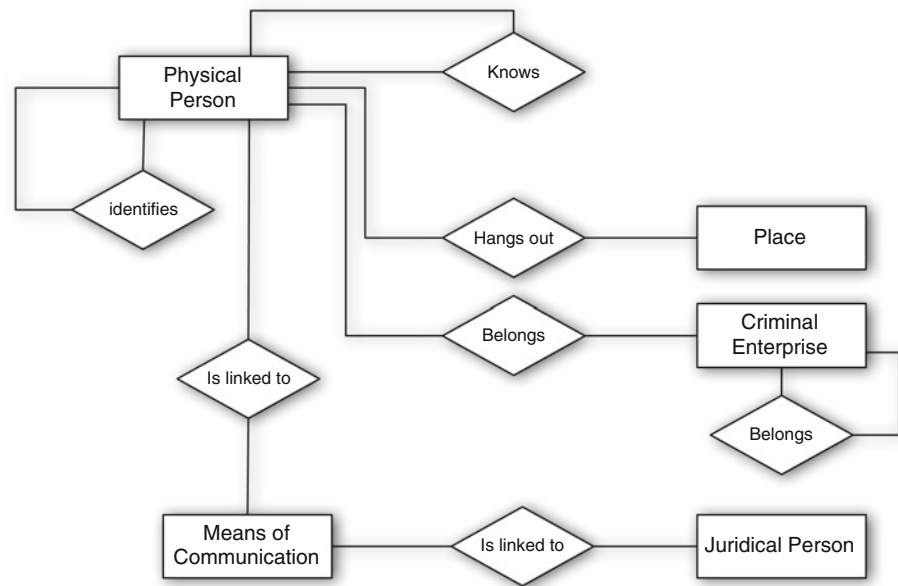 Physical
Person
Knows
identifies
Hangs out
Place
Belongs
Criminal
Enterprise
Is linked to
Belongs
Means of
Communication
Is linked to
Juridical Person